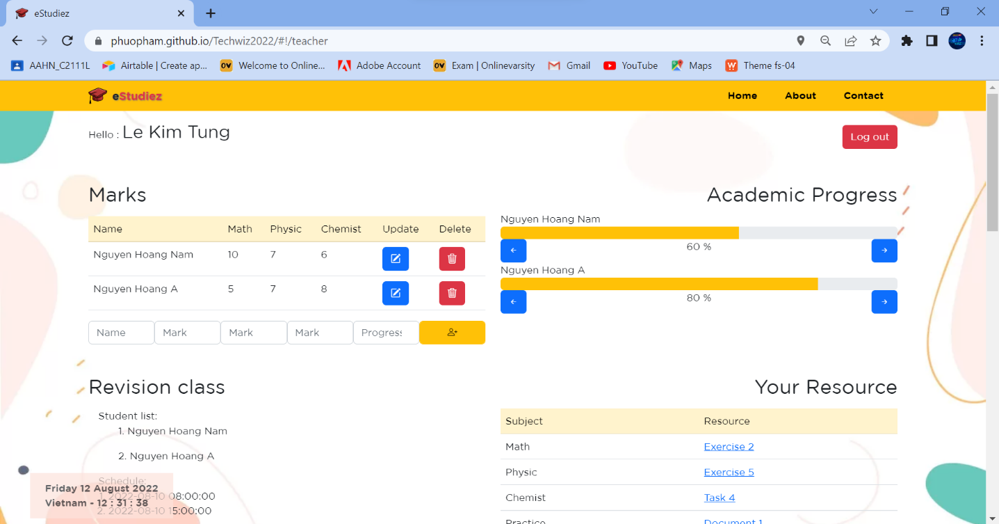 eStudiez
phuopham.github.io/Techwiz2022/#!/teacher
AAHN_C2111L Airtable | Create ap... Welcome to Online... Adobe Account Exam | Onlinevarsity Gmail YouTube Maps Theme fs-04
eStudiez Home About Contact
Hello : Le Kim Tung Log out
Marks
Name Math Physic Chemist Update Delete
Nguyen Hoang Nam 10 7 6
Nguyen Hoang A 5 7 8
Name Mark Mark Mark Progress
Academic Progress
Nguyen Hoang Nam
60 %
Nguyen Hoang A
80 %
Revision class
Student list:
1. Nguyen Hoang Nam
2. Nguyen Hoang A
Schedule:
1. 2022-08-10 08:00:00
2. 2022-08-10 15:00:00
Friday 12 August 2022
Vietnam - 12 : 31 : 38
Your Resource
Subject Resource
Math Exercise 2
Physic Exercise 5
Chemist Task 4
Practice Document 1